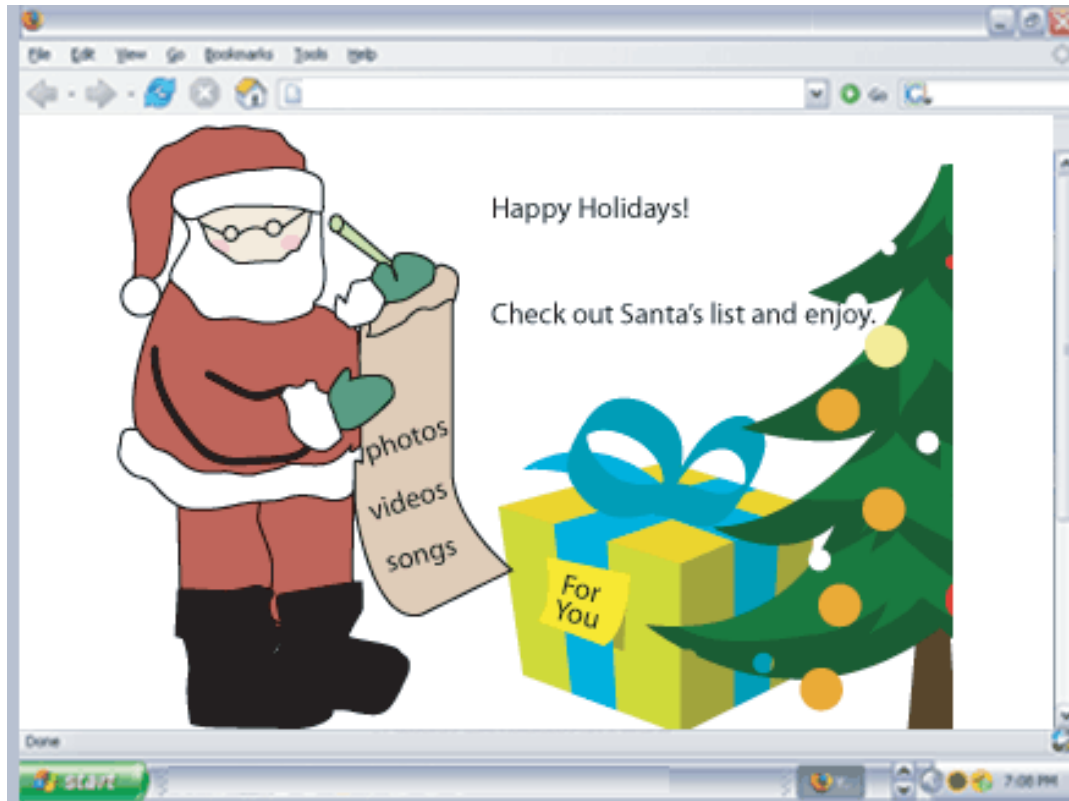 File Edit View Go Bookmarks Tools Help
Go
Happy Holidays!
Check out Santa's list and enjoy.
photos
videos
songs
For
You
Done
start
7:08 PM